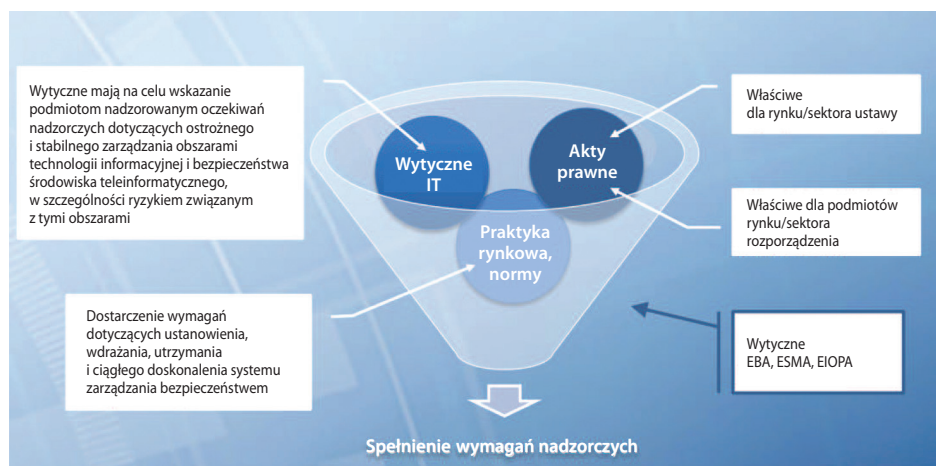 Wytyczne mają na celu wskazanie
podmiotom nadzorowanym oczekiwań
nadzorczych dotyczących ostrożnego
i stabilnego zarządzania obszarami
technologii informacyjnej i bezpieczeństwa
środowiska teleinformatycznego,
w szczególności ryzykiem związanym
z tymi obszarami
Wytyczne
IT
Akty
prawne
Praktyka
rynkowa,
normy
Właściwe
dla rynku/sektora ustawy
Właściwe dla podmiotów
rynku/sektora
rozporządzenia
Dostarczenie wymagań
dotyczących ustanowienia,
wdrażania, utrzymania
i ciągłego doskonalenia systemu
zarządzania bezpieczeństwem
Wytyczne
EBA, ESMA, EIOPA
Spełnienie wymagań nadzorczych